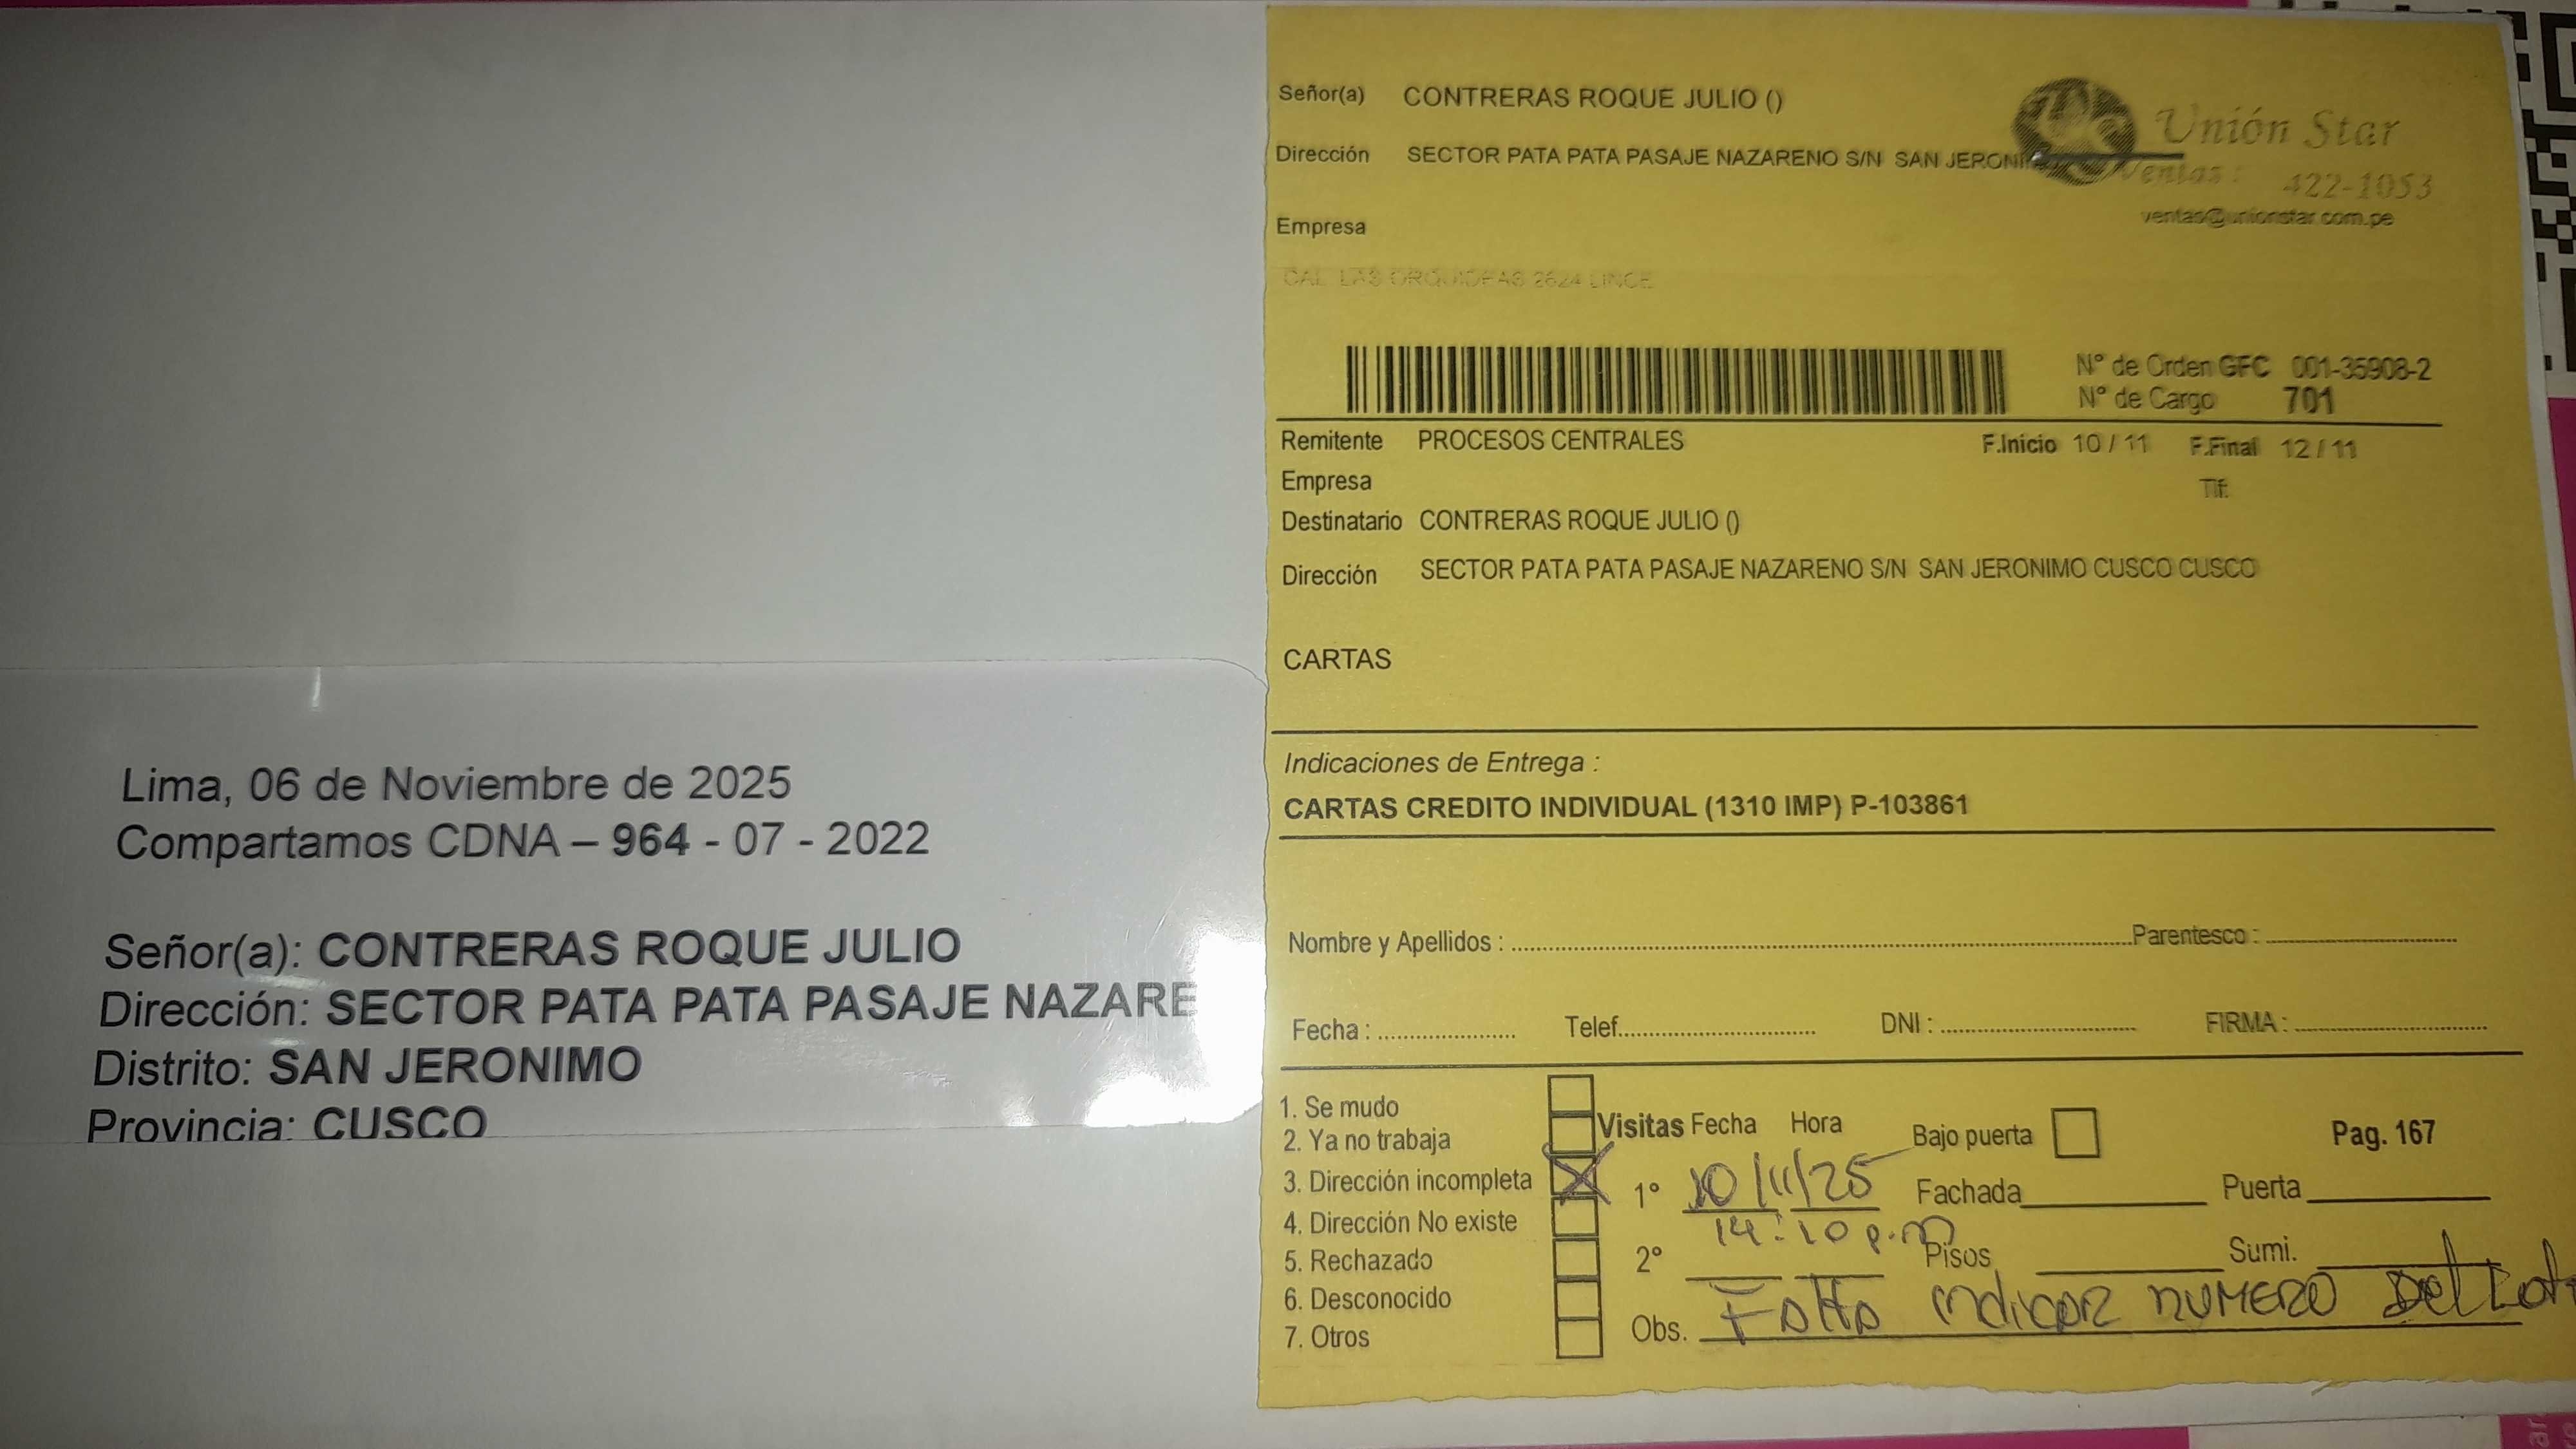 Lima, 06 de Noviembre de 2025
Compartamos CDNA – 964 - 07 - 2022
Señor(a): CONTRERAS ROQUE JULIO
Dirección: SECTOR PATA PATA PASAJE NAZARE
Distrito: SAN JERONIMO
Provincia: CUSCO
Señor(a) CONTRERAS ROQUE JULIO ()
Dirección SECTOR PATA PATA PASAJE NAZARENO S/N SAN JERONI
Unión Star
Ventas : 422-1053
ventas@unionstar.com.pe
Empresa
CAL LAS ORQUIDEAS 2624 LINCE
N° de Orden GFC 001-35908-2
N° de Cargo 701
Remitente PROCESOS CENTRALES F.Inicio 10 / 11 F.Final 12 / 11
Empresa Tlf:
Destinatario CONTRERAS ROQUE JULIO ()
Dirección SECTOR PATA PATA PASAJE NAZARENO S/N SAN JERONIMO CUSCO CUSCO
CARTAS
Indicaciones de Entrega :
CARTAS CREDITO INDIVIDUAL (1310 IMP) P-103861
Nombre y Apellidos : Parentesco :
Fecha : Telef. DNI : FIRMA :
1. Se mudo
2. Ya no trabaja
3. Dirección incompleta
4. Dirección No existe
5. Rechazado
6. Desconocido
7. Otros
Visitas Fecha Hora Bajo puerta Pag. 167
1° 10/11/25 Fachada Puerta
14:10 p.m
2° Pisos Sumi.
Obs. Falta indicar numero Del